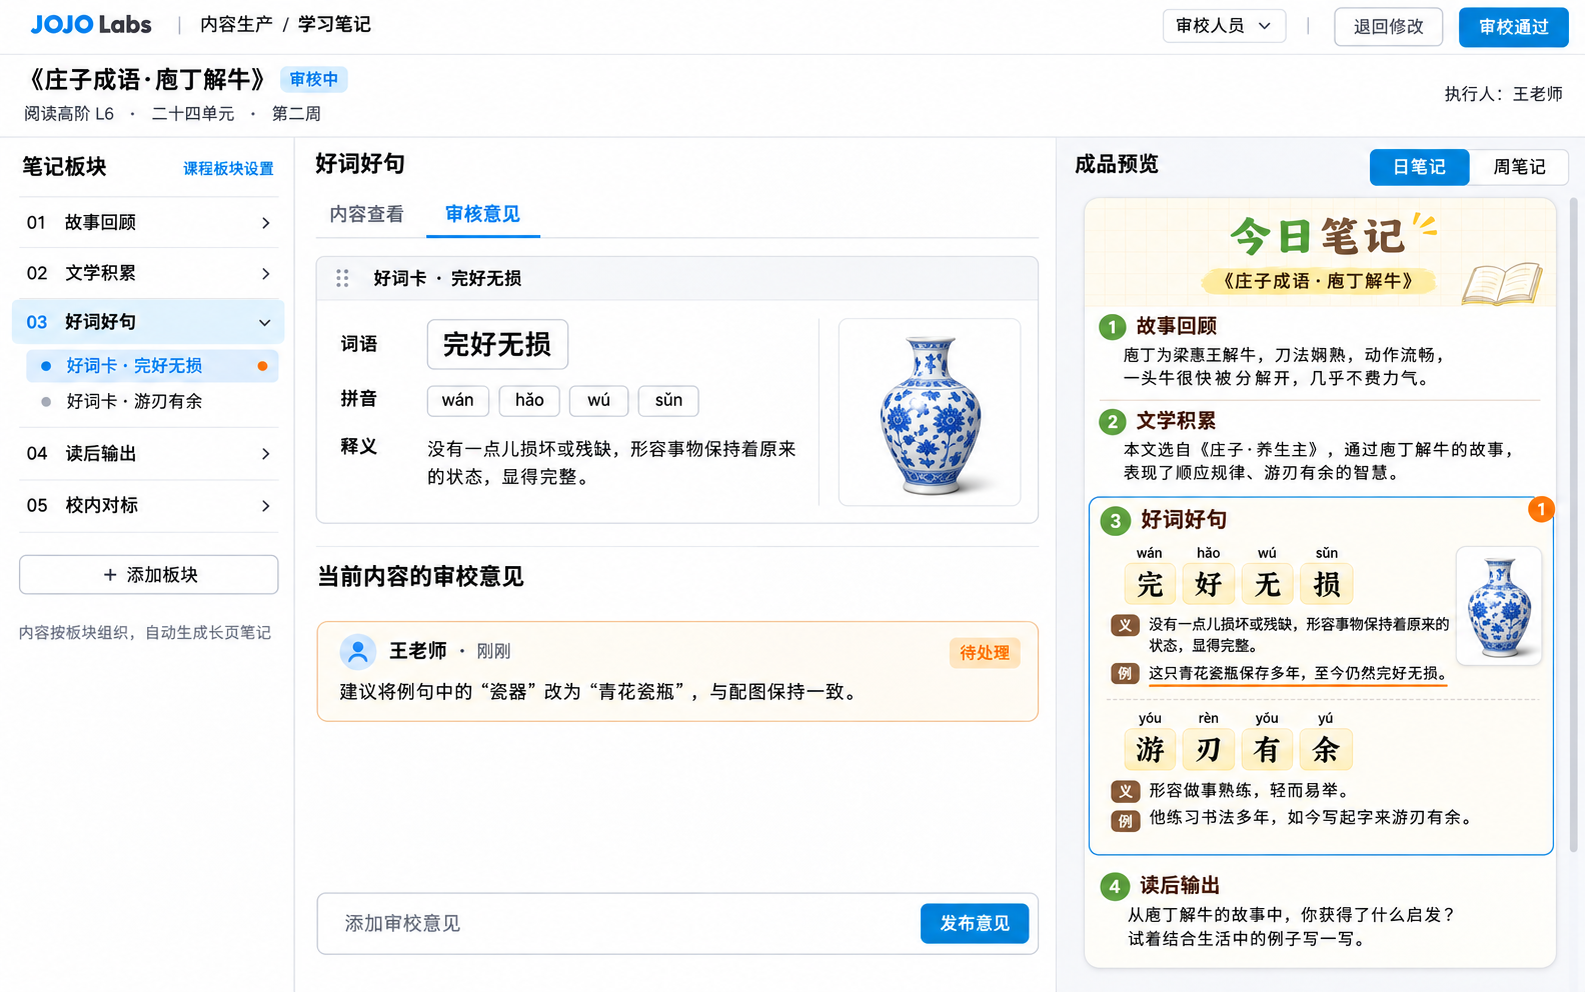 JOJO Labs
内容生产 / 学习笔记
审校人员
退回修改
审校通过
《庄子成语·庖丁解牛》
审校中
阅读高阶 L6 · 二十四单元 · 第二周
执行人：王老师
笔记板块
课程板块设置
01 故事回顾
02 文学积累
03 好词好句
好词卡·完好无损
好词卡·游刃有余
04 读后输出
05 校内对标
+ 添加板块
内容按板块组织，自动生成长页笔记
好词好句
内容查看
审核意见
好词卡 · 完好无损
词语
完好无损
拼音
wán hǎo wú sǔn
释义
没有一点儿损坏或残缺，形容事物保持着原来
的状态，显得完整。
当前内容的审校意见
王老师 · 刚刚
待处理
建议将例句中的“瓷器”改为“青花瓷瓶”，与配图保持一致。
添加审校意见
发布意见
成品预览
日笔记
周笔记
今日笔记
《庄子成语·庖丁解牛》
1 故事回顾
庖丁为梁惠王解牛，刀法娴熟，动作流畅，
一头牛很快被分解开，几乎不费力气。
2 文学积累
本文选自《庄子·养生主》，通过庖丁解牛的故事，
表现了顺应规律、游刃有余的智慧。
3 好词好句
1
wán hǎo wú sǔn
完好无损
义 没有一点儿损坏或残缺，形容事物保持着原来的
状态，显得完整。
例 这只青花瓷瓶保存多年，至今仍然完好无损。
yóu rèn yóu yú
游刃有余
义 形容做事熟练，轻而易举。
例 他练习书法多年，如今写起字来游刃有余。
4 读后输出
从庖丁解牛的故事中，你获得了什么启发？
试着结合生活中的例子写一写。